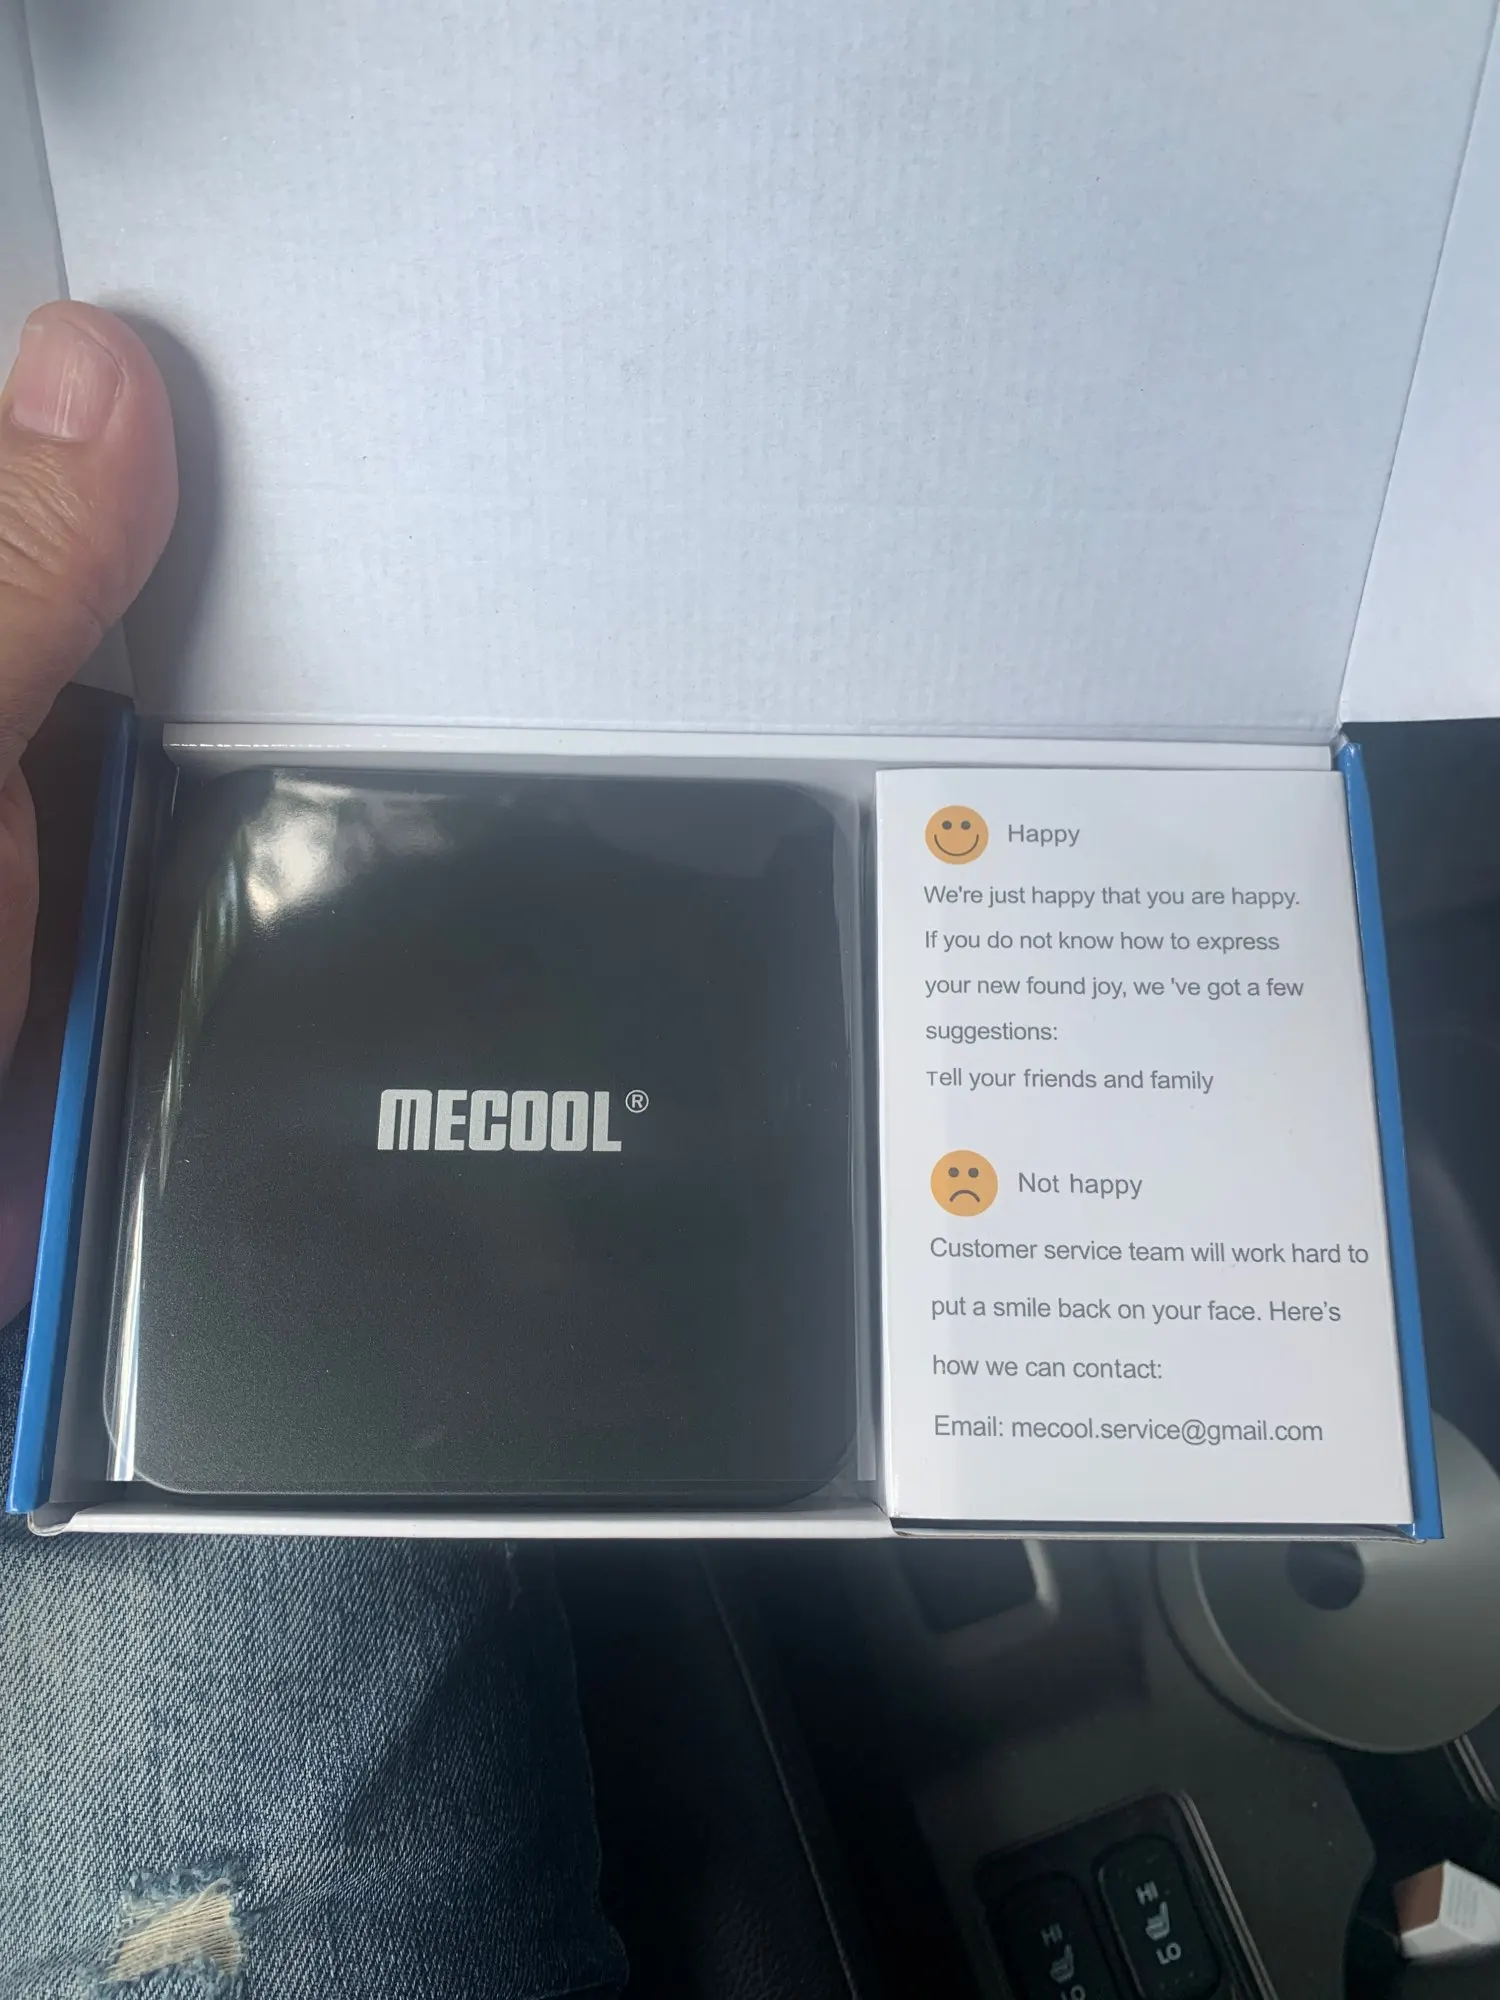 MECOOL®
Happy
We're just happy that you are happy.
If you do not know how to express
your new found joy, we 've got a few
suggestions:
Tell your friends and family
Not happy
Customer service team will work hard to
put a smile back on your face. Here's
how we can contact:
Email: mecool.service@gmail.com
HI
LO
HI
LO